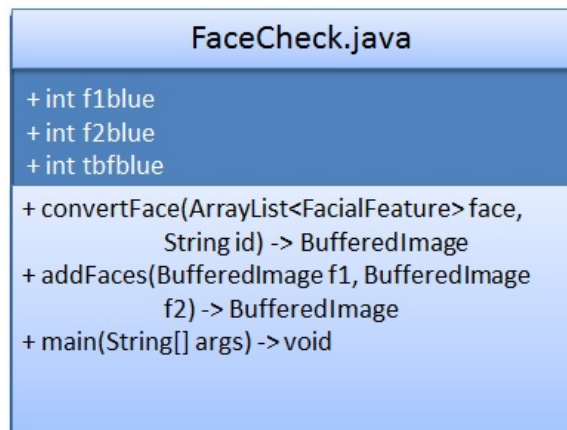 FaceCheck.java
+ int f1blue
+ int f2blue
+ int tbfblue
+ convertFace(ArrayList<FacialFeature> face,
String id) -> BufferedImage
+ addFaces(BufferedImage f1, BufferedImage
f2) -> BufferedImage
+ main(String[] args) -> void